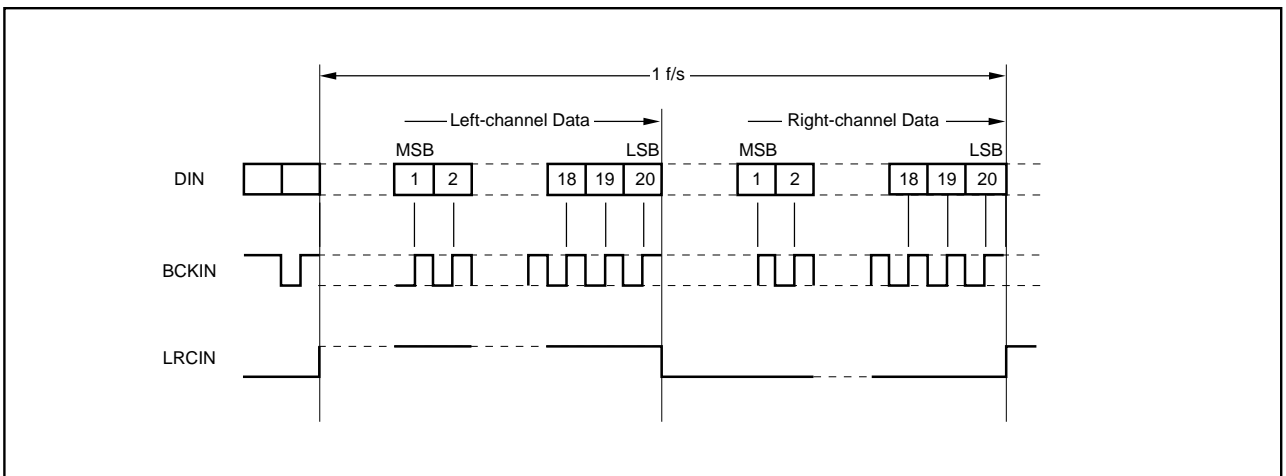 1 f/s
Left-channel Data Right-channel Data
MSB LSB MSB LSB
DIN 1 2 18 19 20 1 2 18 19 20
BCKIN
LRCIN